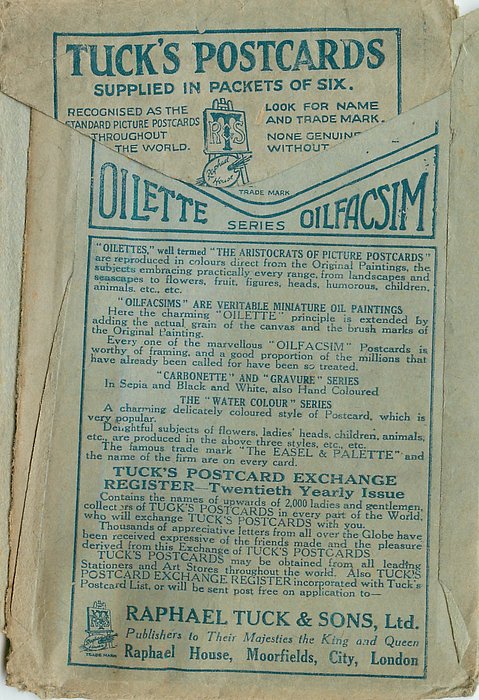 TUCK'S POSTCARDS
SUPPLIED IN PACKETS OF SIX.
RECOGNISED AS THE
STANDARD PICTURE POSTCARDS
THROUGHOUT
THE WORLD.
RTS
Raphael
House
TRADE MARK
LOOK FOR NAME
AND TRADE MARK.
NONE GENUINE
WITHOUT
OILETTE SERIES OILFACSIM
"OILETTES," well termed "THE ARISTOCRATS OF PICTURE POSTCARDS"
are reproduced in colours direct from the Original Paintings, the
subjects embracing practically every range, from landscapes and
seascapes to flowers, fruit, figures, heads, humorous, children,
animals, etc., etc.
"OILFACSIMS" ARE VERITABLE MINIATURE OIL PAINTINGS
Here the charming "OILETTE" principle is extended by
adding the actual grain of the canvas and the brush marks of
the Original Painting.
Every one of the marvellous "OILFACSIM" Postcards is
worthy of framing, and a good proportion of the millions that
have already been called for have been so treated.
"CARBONETTE" AND "GRAVURE" SERIES
In Sepia and Black and White, also Hand Coloured
THE "WATER COLOUR" SERIES
A charming delicately coloured style of Postcard, which is
very popular.
Delightful subjects of flowers, ladies' heads, children, animals,
etc., are produced in the above three styles, etc., etc.
The famous trade mark "The EASEL & PALETTE" and
the name of the firm are on every card.
TUCK'S POSTCARD EXCHANGE
REGISTER—Twentieth Yearly Issue
Contains the names of upwards of 2,000 ladies and gentlemen,
collectors of TUCK'S POSTCARDS in every part of the World,
who will exchange TUCK'S POSTCARDS with you.
Thousands of appreciative letters from all over the Globe have
been received expressive of the friends made and the pleasure
derived from this Exchange of TUCK'S POSTCARDS
TUCK'S POSTCARDS may be obtained from all leading
Stationers and Art Stores throughout the world. Also TUCK'S
POSTCARD EXCHANGE REGISTER incorporated with Tuck's
Postcard List, or will be sent post free on application to—
RAPHAEL TUCK & SONS, Ltd.
Publishers to Their Majesties the King and Queen
Raphael House, Moorfields, City, London
TRADE MARK